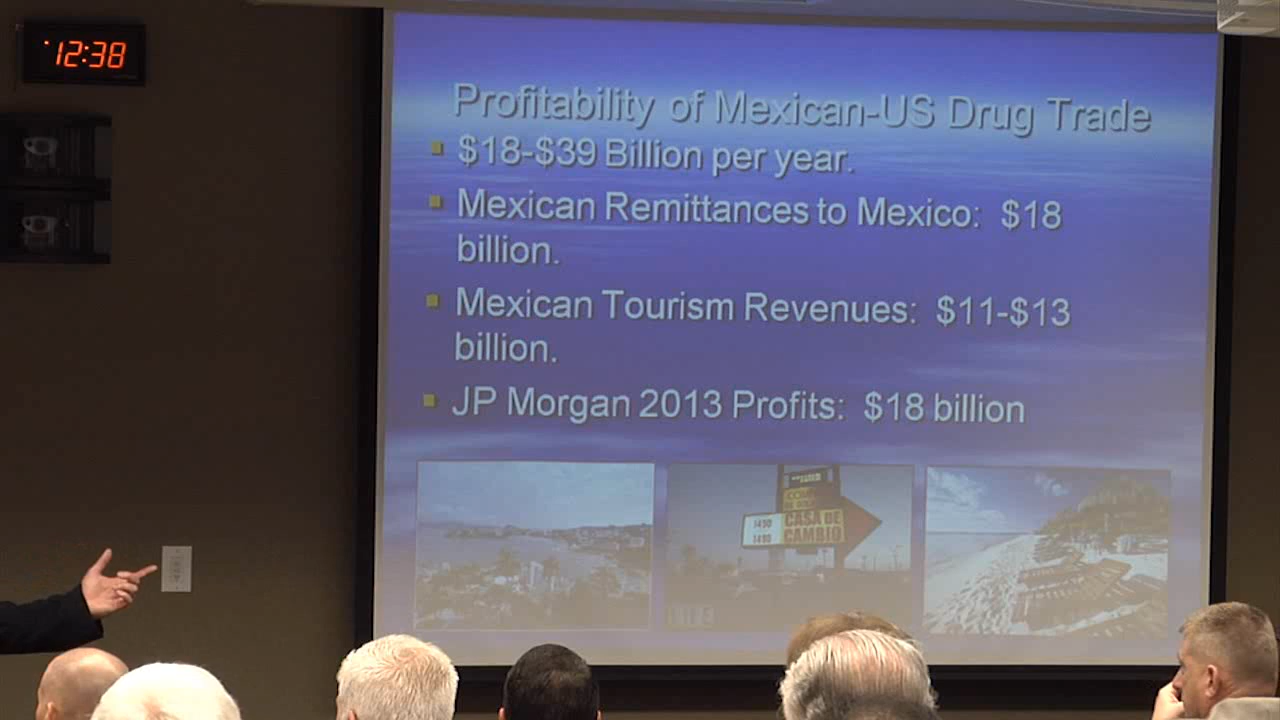 12:38
Profitability of Mexican-US Drug Trade
$18-$39 Billion per year.
Mexican Remittances to Mexico: $18
billion.
Mexican Tourism Revenues: $11-$13
billion.
JP Morgan 2013 Profits: $18 billion
CASA DE
CAMBIO